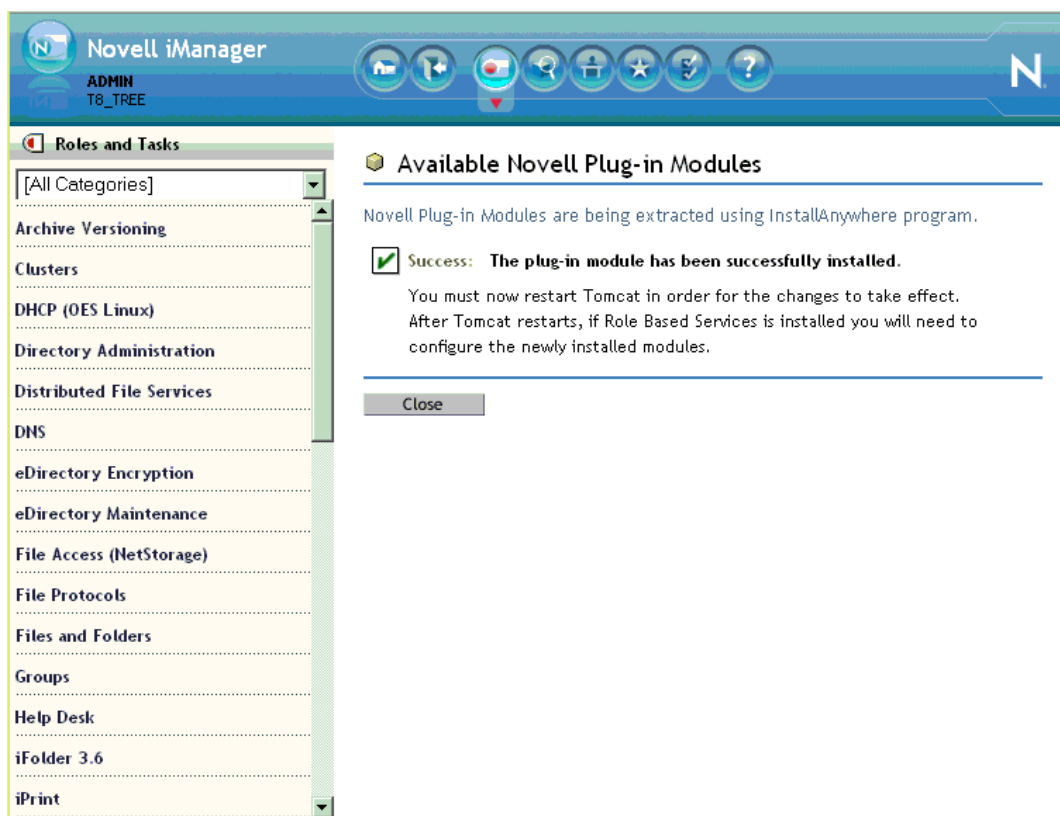 Novell iManager
ADMIN
T8_TREE
N
N
?
Roles and Tasks
[All Categories]
Archive Versioning
Clusters
DHCP (OES Linux)
Directory Administration
Distributed File Services
DNS
eDirectory Encryption
eDirectory Maintenance
File Access (NetStorage)
File Protocols
Files and Folders
Groups
Help Desk
iFolder 3.6
iPrint
Available Novell Plug-in Modules
Novell Plug-in Modules are being extracted using InstallAnywhere program.
Success: The plug-in module has been successfully installed.
You must now restart Tomcat in order for the changes to take effect.
After Tomcat restarts, if Role Based Services is installed you will need to
configure the newly installed modules.
Close